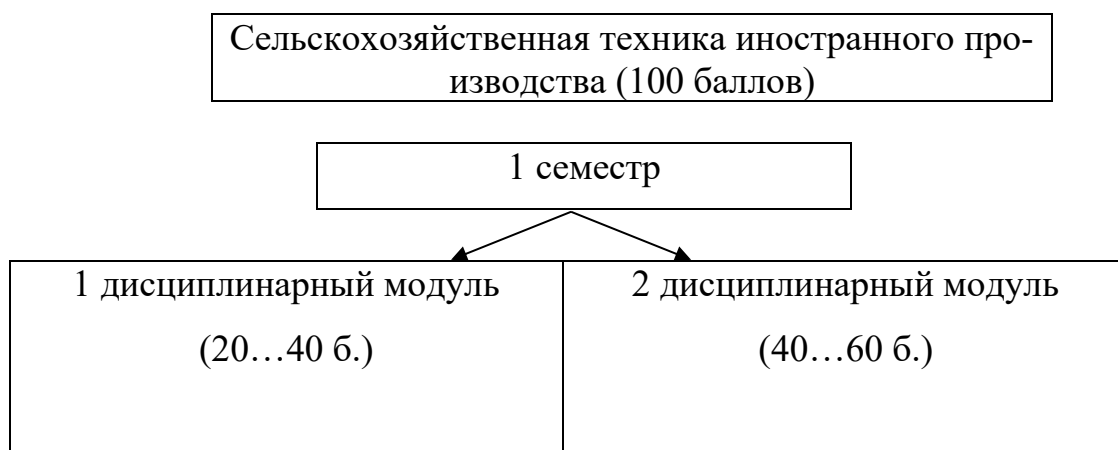 Сельскохозяйственная техника иностранного про-
изводства (100 баллов)
1 семестр
1 дисциплинарный модуль
(20…40 б.)
2 дисциплинарный модуль
(40…60 б.)